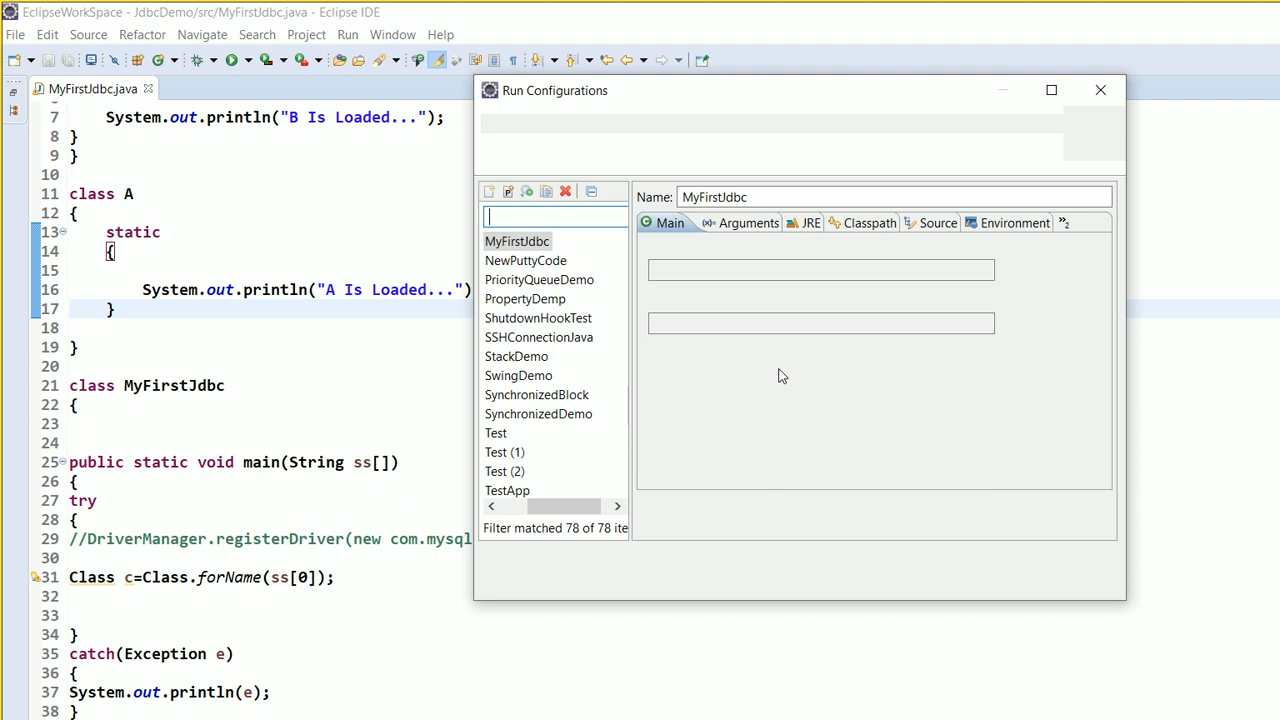 EclipseWorkSpace - JdbcDemo/src/MyFirstJdbc.java - Eclipse IDE
File Edit Source Refactor Navigate Search Project Run Window Help
MyFirstJdbc.java
7 System.out.println("B Is Loaded...");
8 }
9 }
10
11 class A
12 {
13 static
14 {
15
16 System.out.println("A Is Loaded...")
17 }
18
19 }
20
21 class MyFirstJdbc
22 {
23
24
25 public static void main(String ss[])
26 {
27 try
28 {
29 //DriverManager.registerDriver(new com.mysql
30
31 Class c=Class.forName(ss[0]);
32
33
34 }
35 catch(Exception e)
36 {
37 System.out.println(e);
38 }
Run Configurations
MyFirstJdbc
NewPuttyCode
PriorityQueueDemo
PropertyDemp
ShutdownHookTest
SSHConnectionJava
StackDemo
SwingDemo
SynchronizedBlock
SynchronizedDemo
Test
Test (1)
Test (2)
TestApp
Filter matched 78 of 78 ite
Name: MyFirstJdbc
Main (x)= Arguments JRE Classpath Source Environment »2